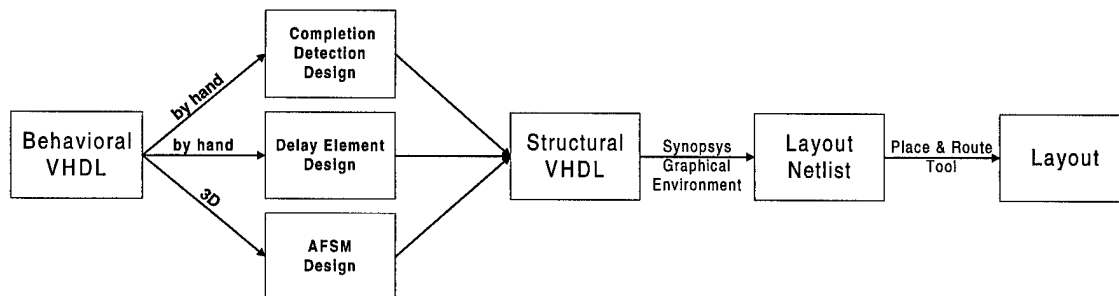 Behavioral
VHDL
by hand
by hand
3D
Completion
Detection
Design
Delay Element
Design
AFSM
Design
Structural
VHDL
Synopsys
Graphical
Environment
Layout
Netlist
Place & Route
Tool
Layout